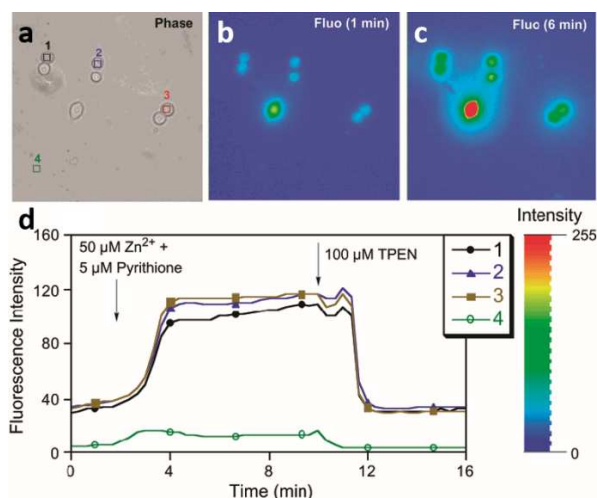 a
Phase
1
2
3
4
b
Fluo (1 min)
c
Fluo (6 min)
d
Intensity
255
0
Fluorescence Intensity
160
120
80
40
0
50 µM Zn²⁺ +
5 µM Pyrithione
100 µM TPEN
1
2
3
4
0
4
8
12
16
Time (min)